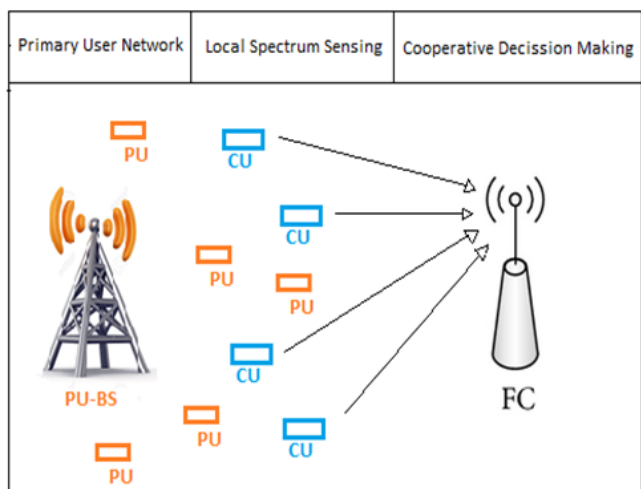 Primary User Network
Local Spectrum Sensing
Cooperative Decission Making
PU
CU
CU
PU
PU
CU
PU-BS
FC
PU
CU
PU